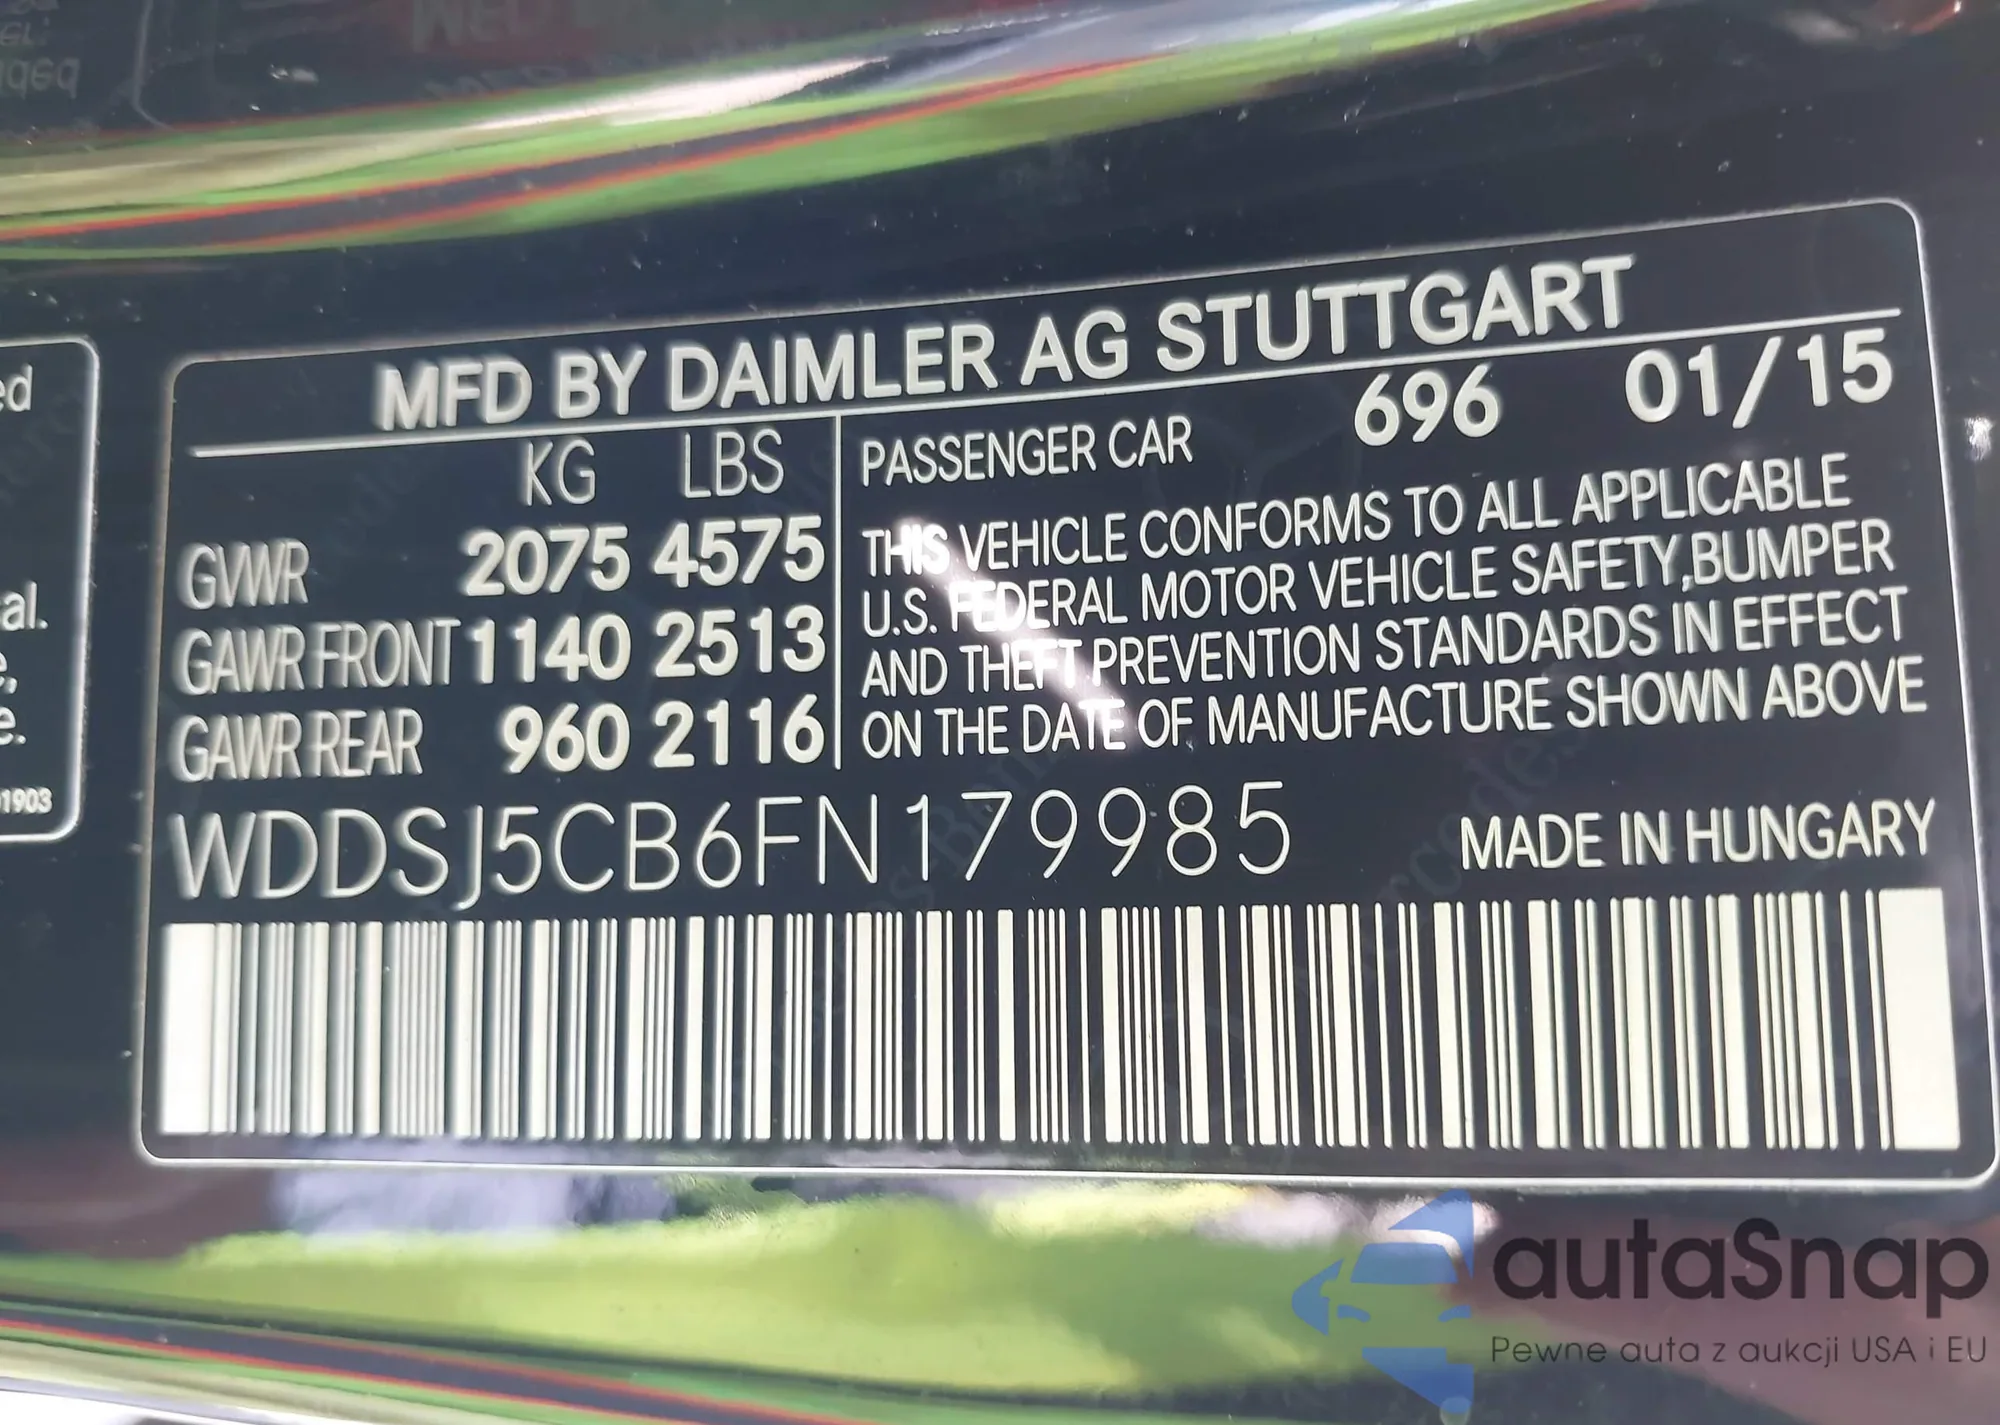 MFD BY DAIMLER AG STUTTGART
KG LBS
GVWR 2075 4575
GAWR FRONT 1140 2513
GAWR REAR 960 2116
PASSENGER CAR 696 01/15
THIS VEHICLE CONFORMS TO ALL APPLICABLE
U.S. FEDERAL MOTOR VEHICLE SAFETY,BUMPER
AND THEFT PREVENTION STANDARDS IN EFFECT
ON THE DATE OF MANUFACTURE SHOWN ABOVE
WDDSJ5CB6FN179985
MADE IN HUNGARY
autaSnap
Pewne auta z aukcji USA i EU